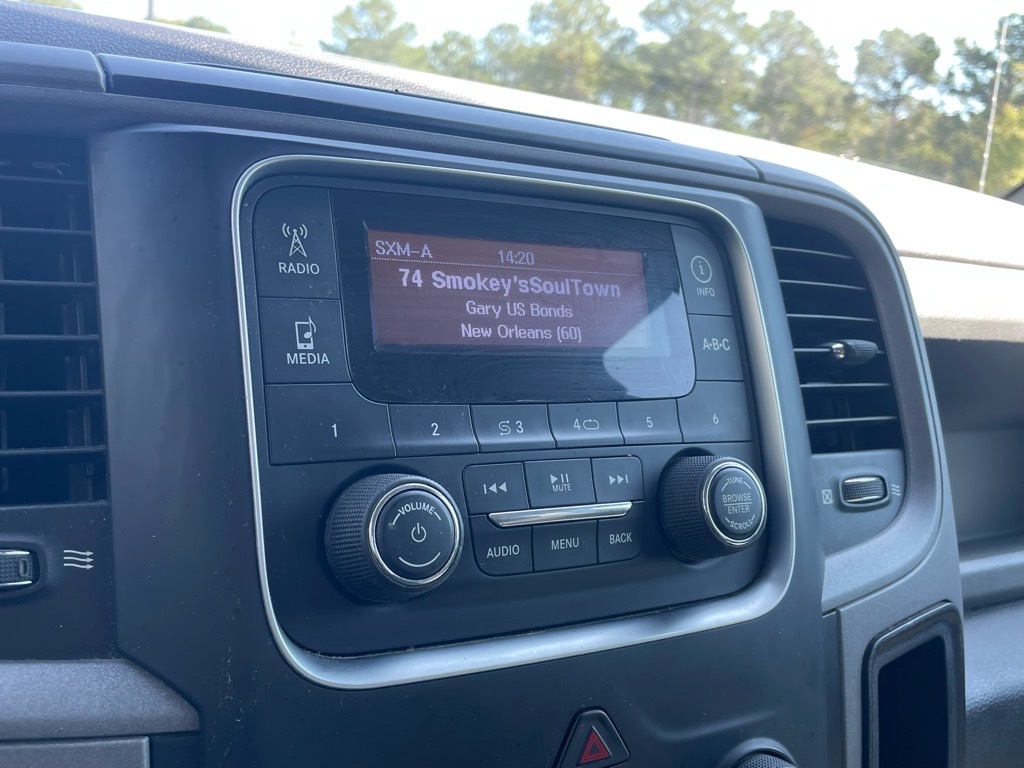 RADIO
MEDIA
SXM-A 14:20
74 Smokey'sSoulTown
Gary US Bonds
New Orleans (60)
INFO
A·B·C
1 2 3 4 5 6
MUTE
VOLUME
AUDIO MENU BACK
TUNE
BROWSE
ENTER
SCROLL